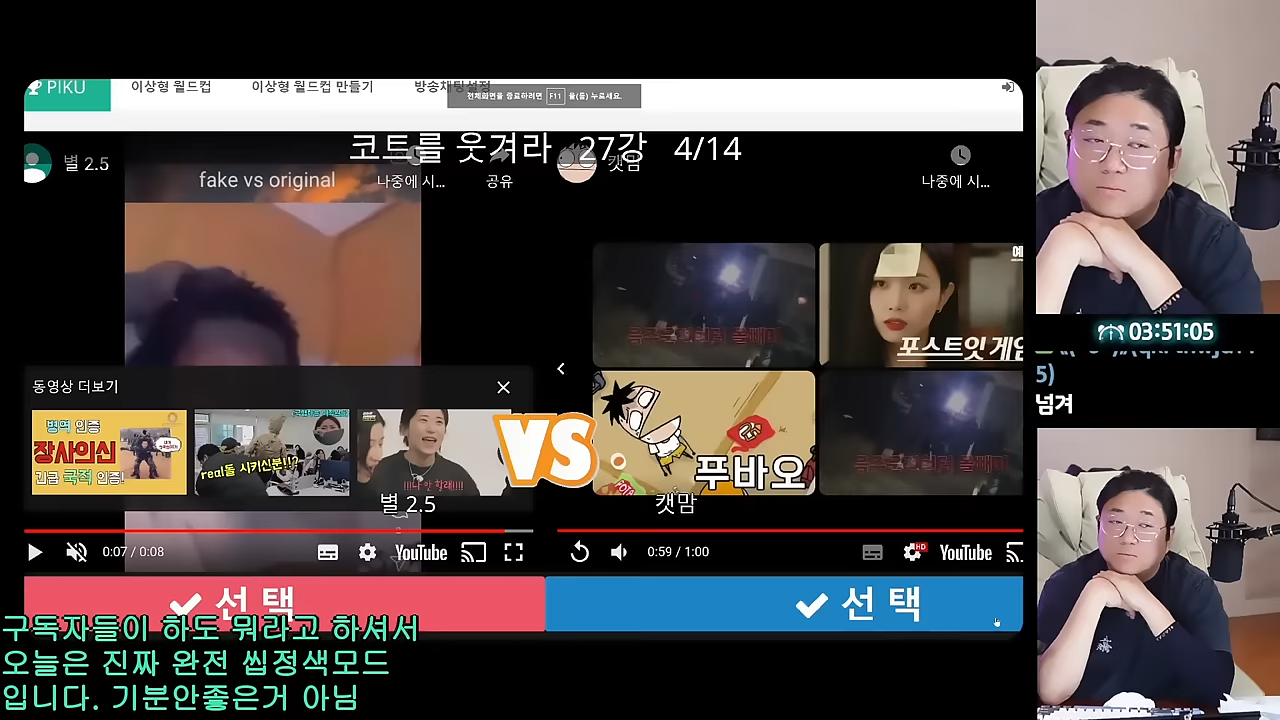 PIKU
이상형 월드컵
이상형 월드컵 만들기
방송채팅설정
전체화면을 종료하려면 F11 을(를) 누르세요.
코트를 웃겨라 27강 4/14
별 2.5
fake vs original
나중에 시...
공유
캣맘
나중에 시...
포스트잇게임
푸바오
동영상 더보기
병역 인증
장사의신
긴급 국적 인증!
real돌 시키신분!!?
VS
별 2.5
캣맘
0:07 / 0:08
YouTube
0:59 / 1:00
HD
YouTube
선 택
선 택
구독자들이 하도 뭐라고 하셔서
오늘은 진짜 완전 씹정색모드
입니다. 기분안좋은거 아님
03:51:05
5)
넘겨